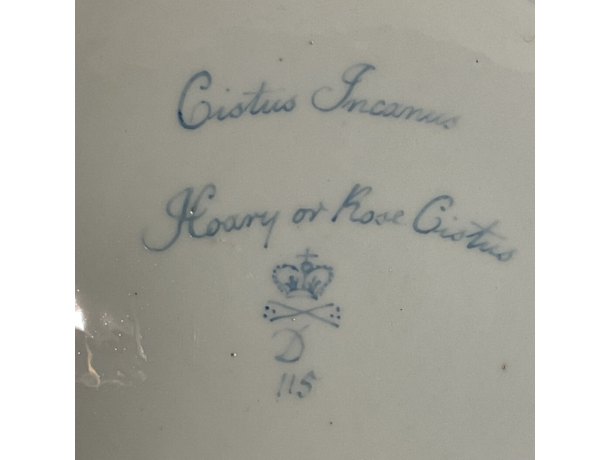 Cistus Incanus
Hoary or Rose Cistus
D
115